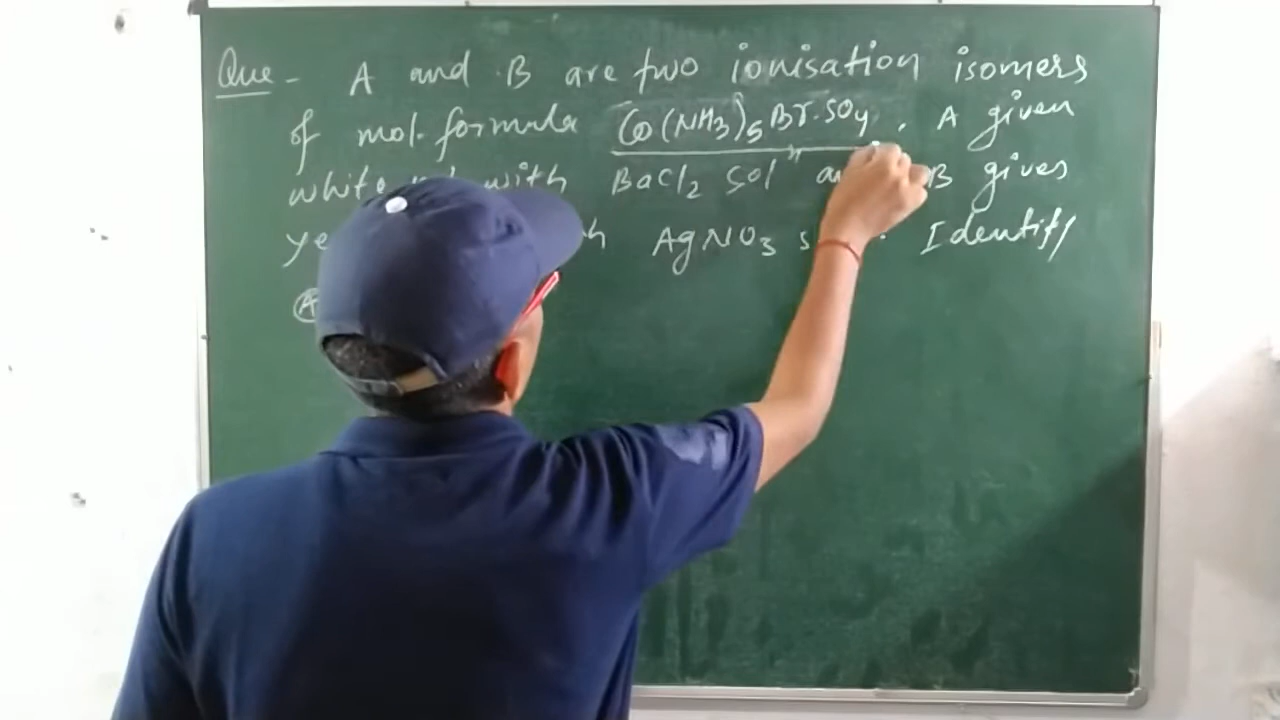 Que - A and B are two ionisation isomers
of mol. formula Co(NH3)5Br.SO4. A given
white with BaCl2 Sol^n B gives
AgNO3 Identify
(A)